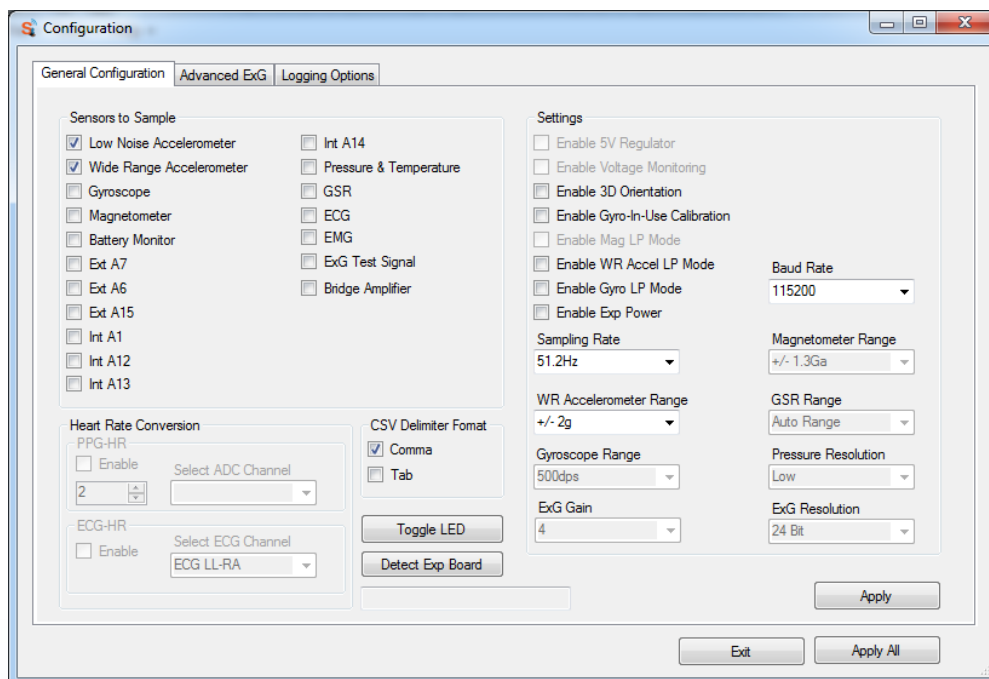 Configuration
General Configuration
Advanced ExG
Logging Options
Sensors to Sample
Low Noise Accelerometer
Wide Range Accelerometer
Gyroscope
Magnetometer
Battery Monitor
Ext A7
Ext A6
Ext A15
Int A1
Int A12
Int A13
Int A14
Pressure & Temperature
GSR
ECG
EMG
ExG Test Signal
Bridge Amplifier
Heart Rate Conversion
PPG-HR
Enable
Select ADC Channel
2
ECG-HR
Enable
Select ECG Channel
ECG LL-RA
CSV Delimiter Fomat
Comma
Tab
Toggle LED
Detect Exp Board
Settings
Enable 5V Regulator
Enable Voltage Monitoring
Enable 3D Orientation
Enable Gyro-In-Use Calibration
Enable Mag LP Mode
Enable WR Accel LP Mode
Enable Gyro LP Mode
Enable Exp Power
Baud Rate
115200
Sampling Rate
51.2Hz
Magnetometer Range
+/- 1.3Ga
WR Accelerometer Range
+/- 2g
GSR Range
Auto Range
Gyroscope Range
500dps
Pressure Resolution
Low
ExG Gain
4
ExG Resolution
24 Bit
Apply
Exit
Apply All